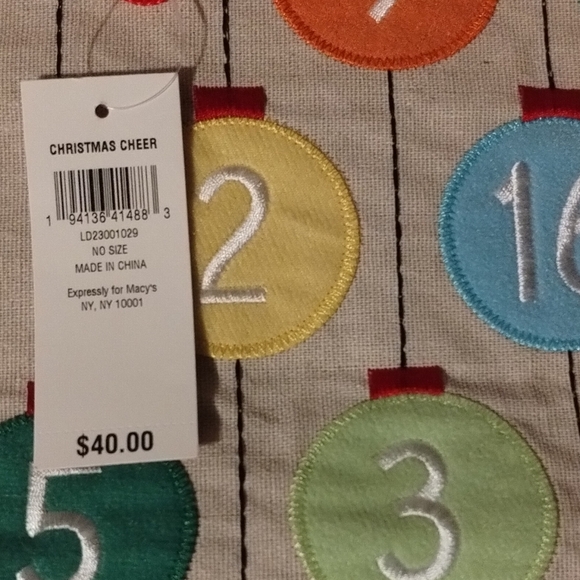 CHRISTMAS CHEER
1 94136 41488 3
LD23001029
NO SIZE
MADE IN CHINA
Expressly for Macy's
NY, NY 10001
$40.00
2
16
5
3